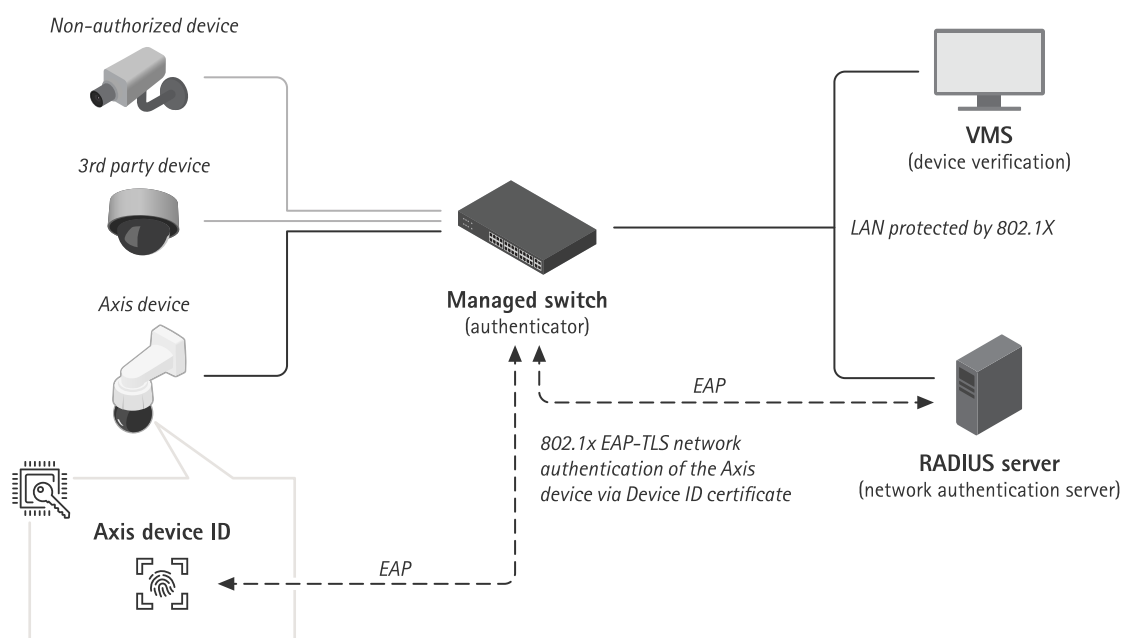 Non-authorized device
3rd party device
Axis device
Axis device ID
EAP
Managed switch
(authenticator)
EAP
802.1x EAP-TLS network
authentication of the Axis
device via Device ID certificate
VMS
(device verification)
LAN protected by 802.1X
RADIUS server
(network authentication server)